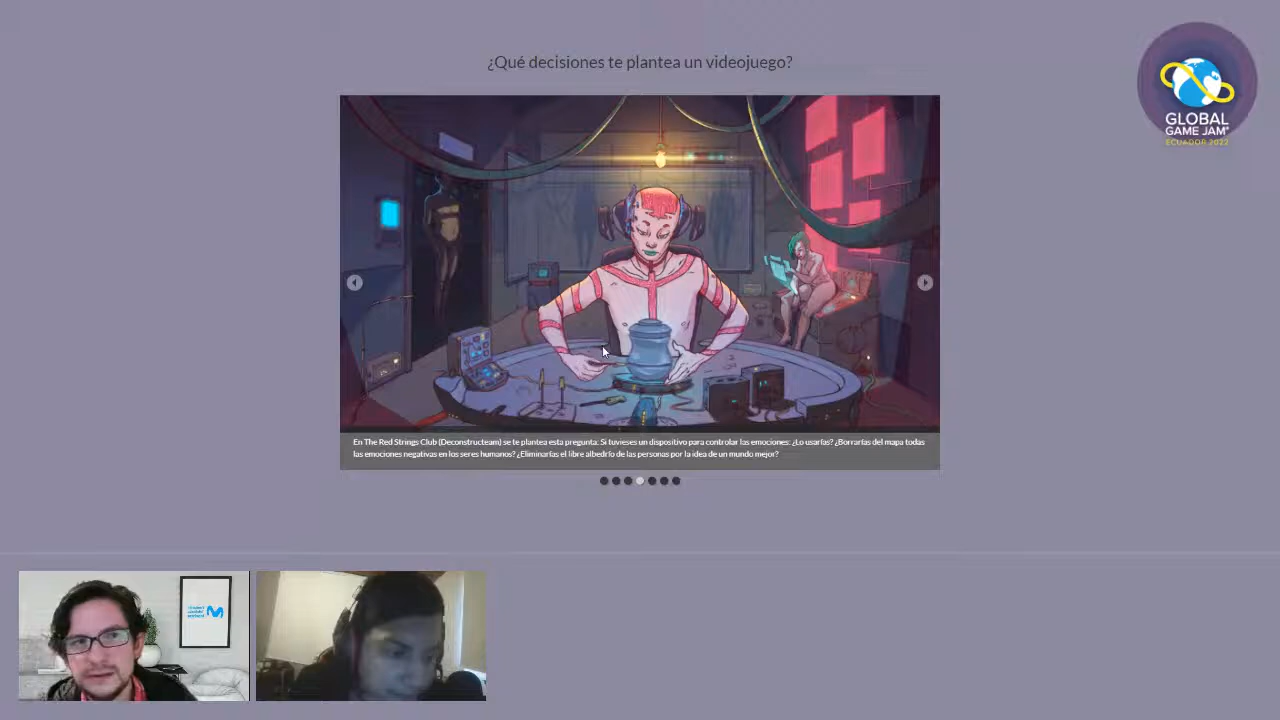 ¿Qué decisiones te plantea un videojuego?
GLOBAL
GAME JAM
ECUADOR 2022
En The Red Strings Club (Deconstructeam) se te plantea esta pregunta: Si tuvieses un dispositivo para controlar las emociones: ¿Lo usarías? ¿Borrarías del mapa todas
las emociones negativas en los seres humanos? ¿Eliminarías el libre albedrío de las personas por la idea de un mundo mejor?